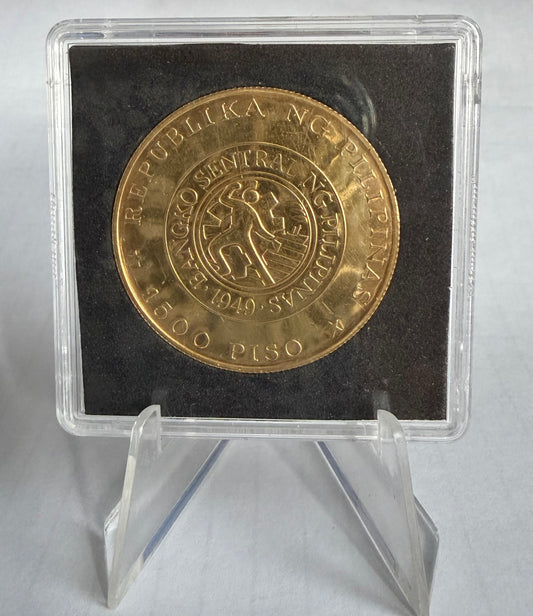 REPUBLIKA NG PILIPINAS
1500 PISO
BANGKO SENTRAL NG PILIPINAS
1949